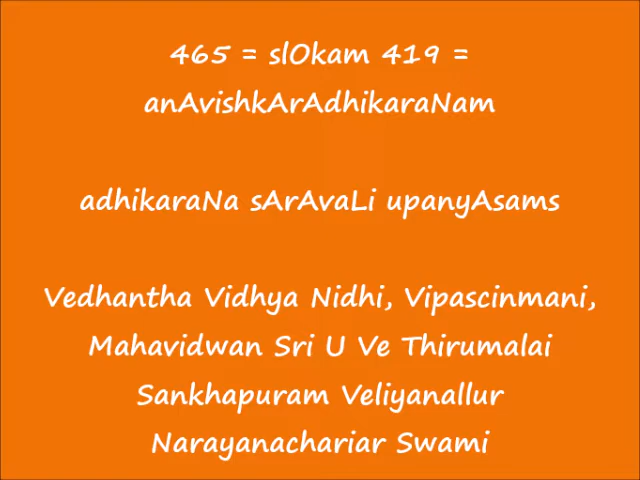 465 = slOkam 419 =
anAvishkArAdhikaraNam
adhikaraNa sArAvaLi upanyAsams
Vedhantha Vidhya Nidhi, Vipascinmani,
Mahavidwan Sri U Ve Thirumalai
Sankhapuram Veliyanallur
Narayanachariar Swami